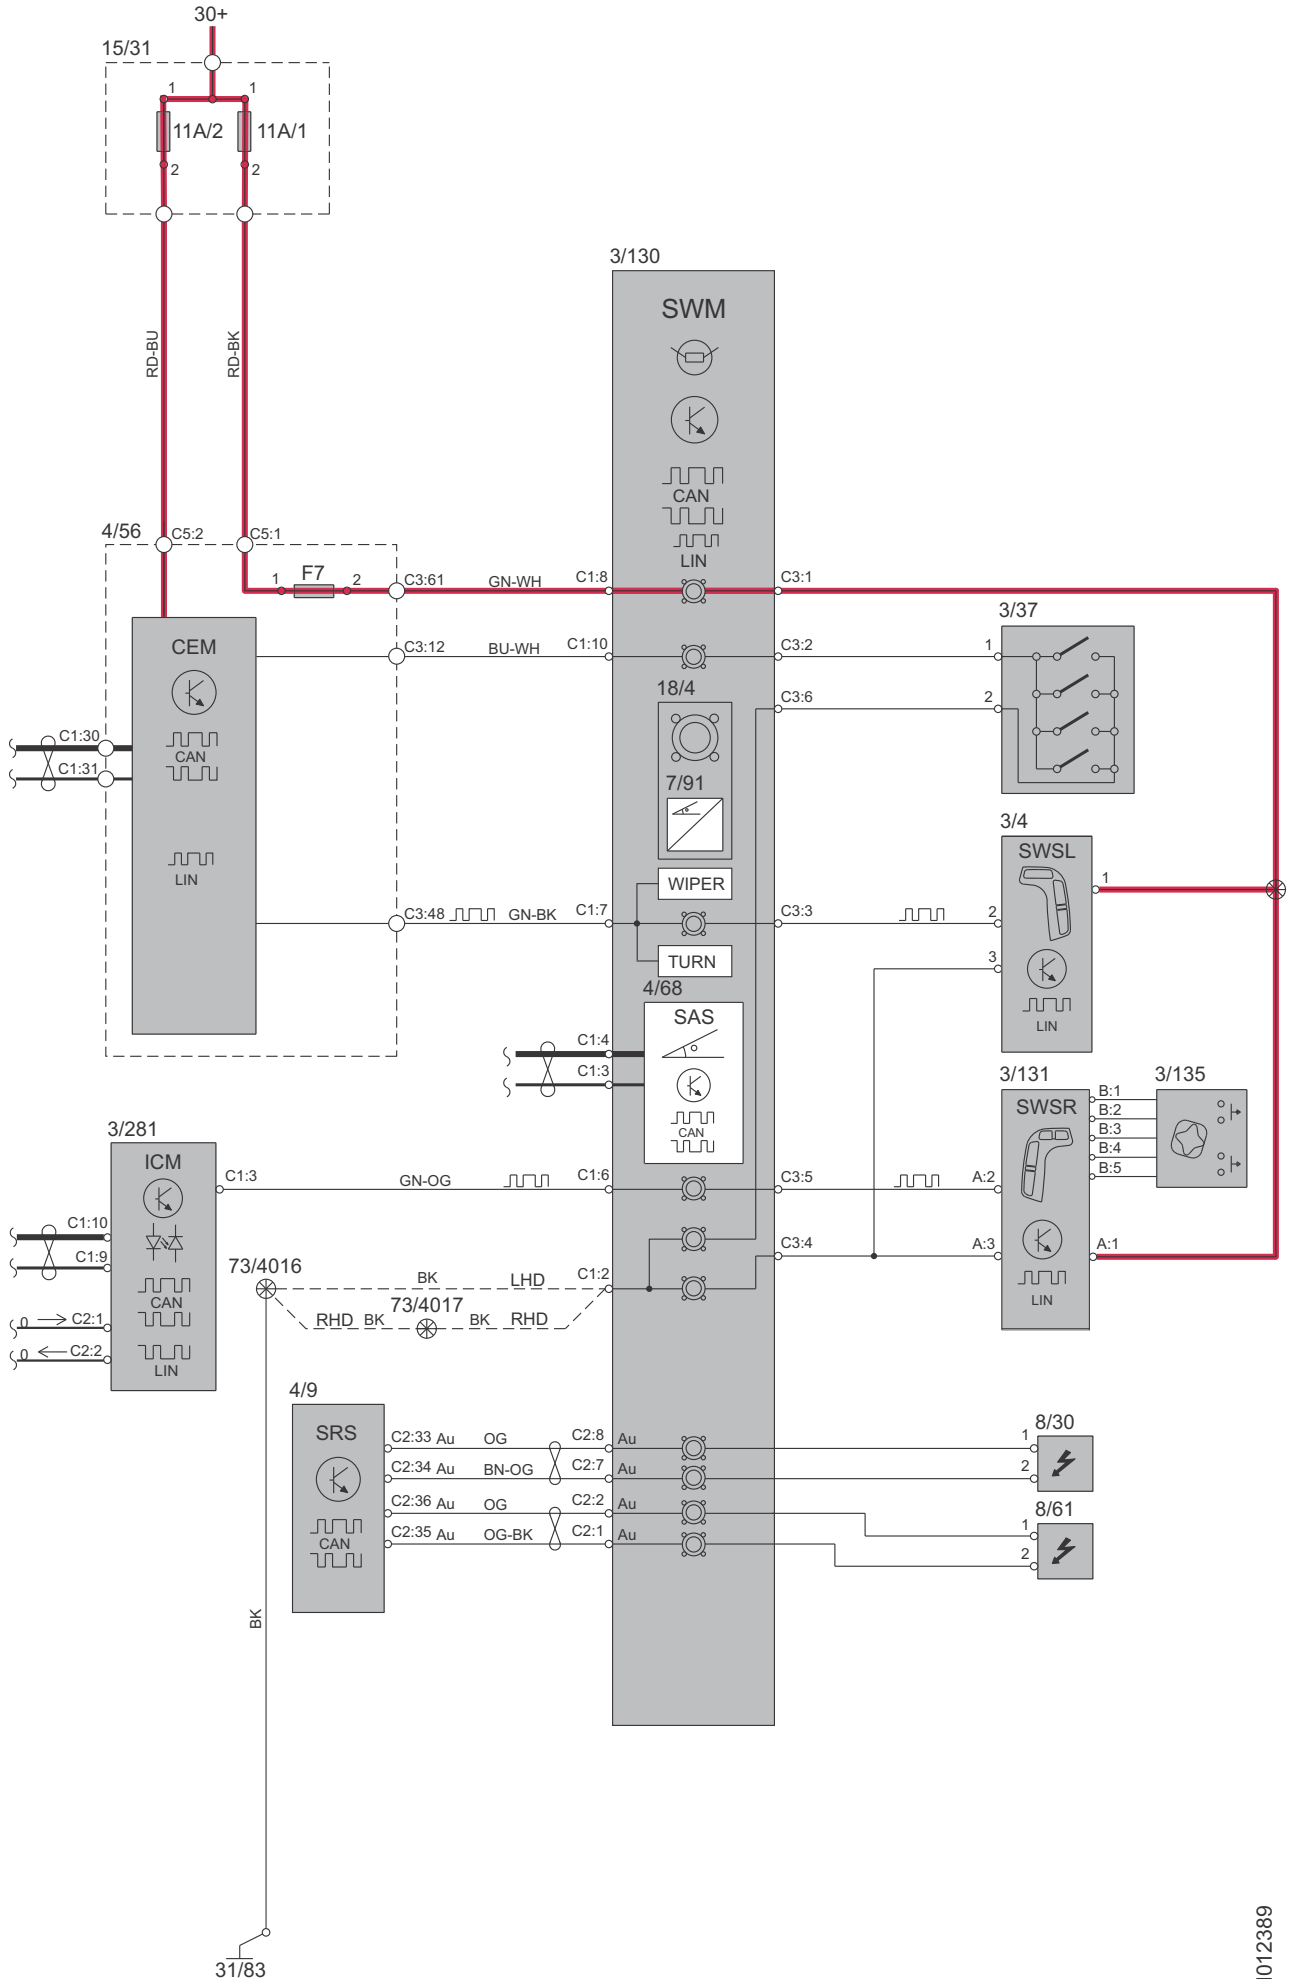 30+
15/31
1
1
11A/2
11A/1
2
2
RD-BU
RD-BK
3/130
SWM
CAN
LIN
4/56
C5:2
C5:1
1
F7
2
C3:61
GN-WH
C1:8
C3:1
3/37
CEM
C3:12
BU-WH
C1:10
C3:2
1
18/4
C3:6
2
C1:30
CAN
C1:31
7/91
3/4
SWSL
LIN
WIPER
1
C3:48
GN-BK
C1:7
C3:3
2
TURN
3
4/68
SAS
LIN
C1:4
C1:3
CAN
3/131
3/135
SWSR
B:1
B:2
B:3
B:4
B:5
3/281
ICM
C1:3
GN-OG
C1:6
C3:5
A:2
C1:10
C1:9
C3:4
A:3
A:1
73/4016
BK
LHD
C1:2
CAN
LIN
RHD
BK
73/4017
BK
RHD
0
C2:1
0
C2:2
LIN
4/9
SRS
C2:33
Au
OG
C2:8
Au
8/30
1
C2:34
Au
BN-OG
C2:7
Au
2
C2:36
Au
OG
C2:2
Au
8/61
1
CAN
C2:35
Au
OG-BK
C2:1
Au
2
BK
31/83
I012389